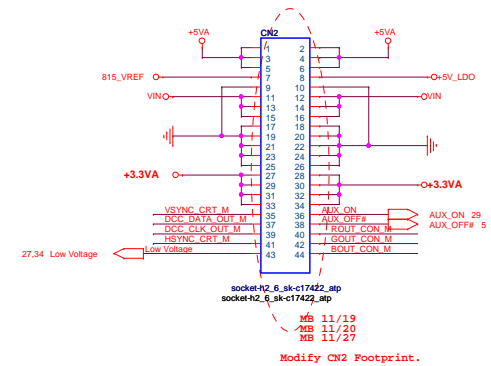 CN2
+5VA +5VA
1 2
3 4
5 6
815_VREF 7 8 +5V_LDO
9 10
VIN 11 12 VIN
13 14
15 16
17 18
19 20
21 22
23 24
25 26
+3.3VA 27 28
29 30 +3.3VA
31 32
33 34
VSYNC_CRT_M 35 36 AUX_ON AUX_ON 29
DCC_DATA_OUT_M 37 38 AUX_OFF# AUX_OFF# 5
DCC_CLK_OUT_M 39 40 ROUT_CON_M
HSYNC_CRT_M 41 42 GOUT_CON_M
27,34 Low Voltage Low Voltage 43 44 BOUT_CON_M
socket-h2_6_sk-c17422_atp
socket-h2_6_sk-c17422_atp
MB 11/19
MB 11/20
MB 11/27
Modify CN2 Footprint.